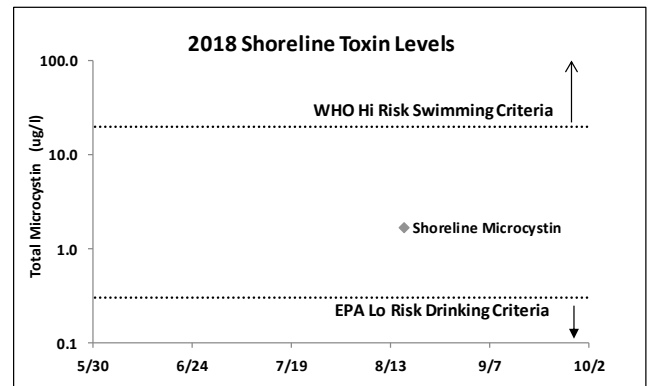 2018 Shoreline Toxin Levels
Total Microcystin (ug/l)
100.0
WHO Hi Risk Swimming Criteria
10.0
Shoreline Microcystin
1.0
EPA Lo Risk Drinking Criteria
0.1
5/30 6/24 7/19 8/13 9/7 10/2